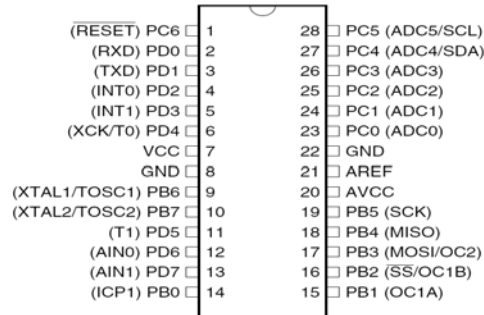 (RESET) PC6 1 28 PC5 (ADC5/SCL)
(RXD) PD0 2 27 PC4 (ADC4/SDA)
(TXD) PD1 3 26 PC3 (ADC3)
(INT0) PD2 4 25 PC2 (ADC2)
(INT1) PD3 5 24 PC1 (ADC1)
(XCK/T0) PD4 6 23 PC0 (ADC0)
VCC 7 22 GND
GND 8 21 AREF
(XTAL1/TOSC1) PB6 9 20 AVCC
(XTAL2/TOSC2) PB7 10 19 PB5 (SCK)
(T1) PD5 11 18 PB4 (MISO)
(AIN0) PD6 12 17 PB3 (MOSI/OC2)
(AIN1) PD7 13 16 PB2 (SS/OC1B)
(ICP1) PB0 14 15 PB1 (OC1A)